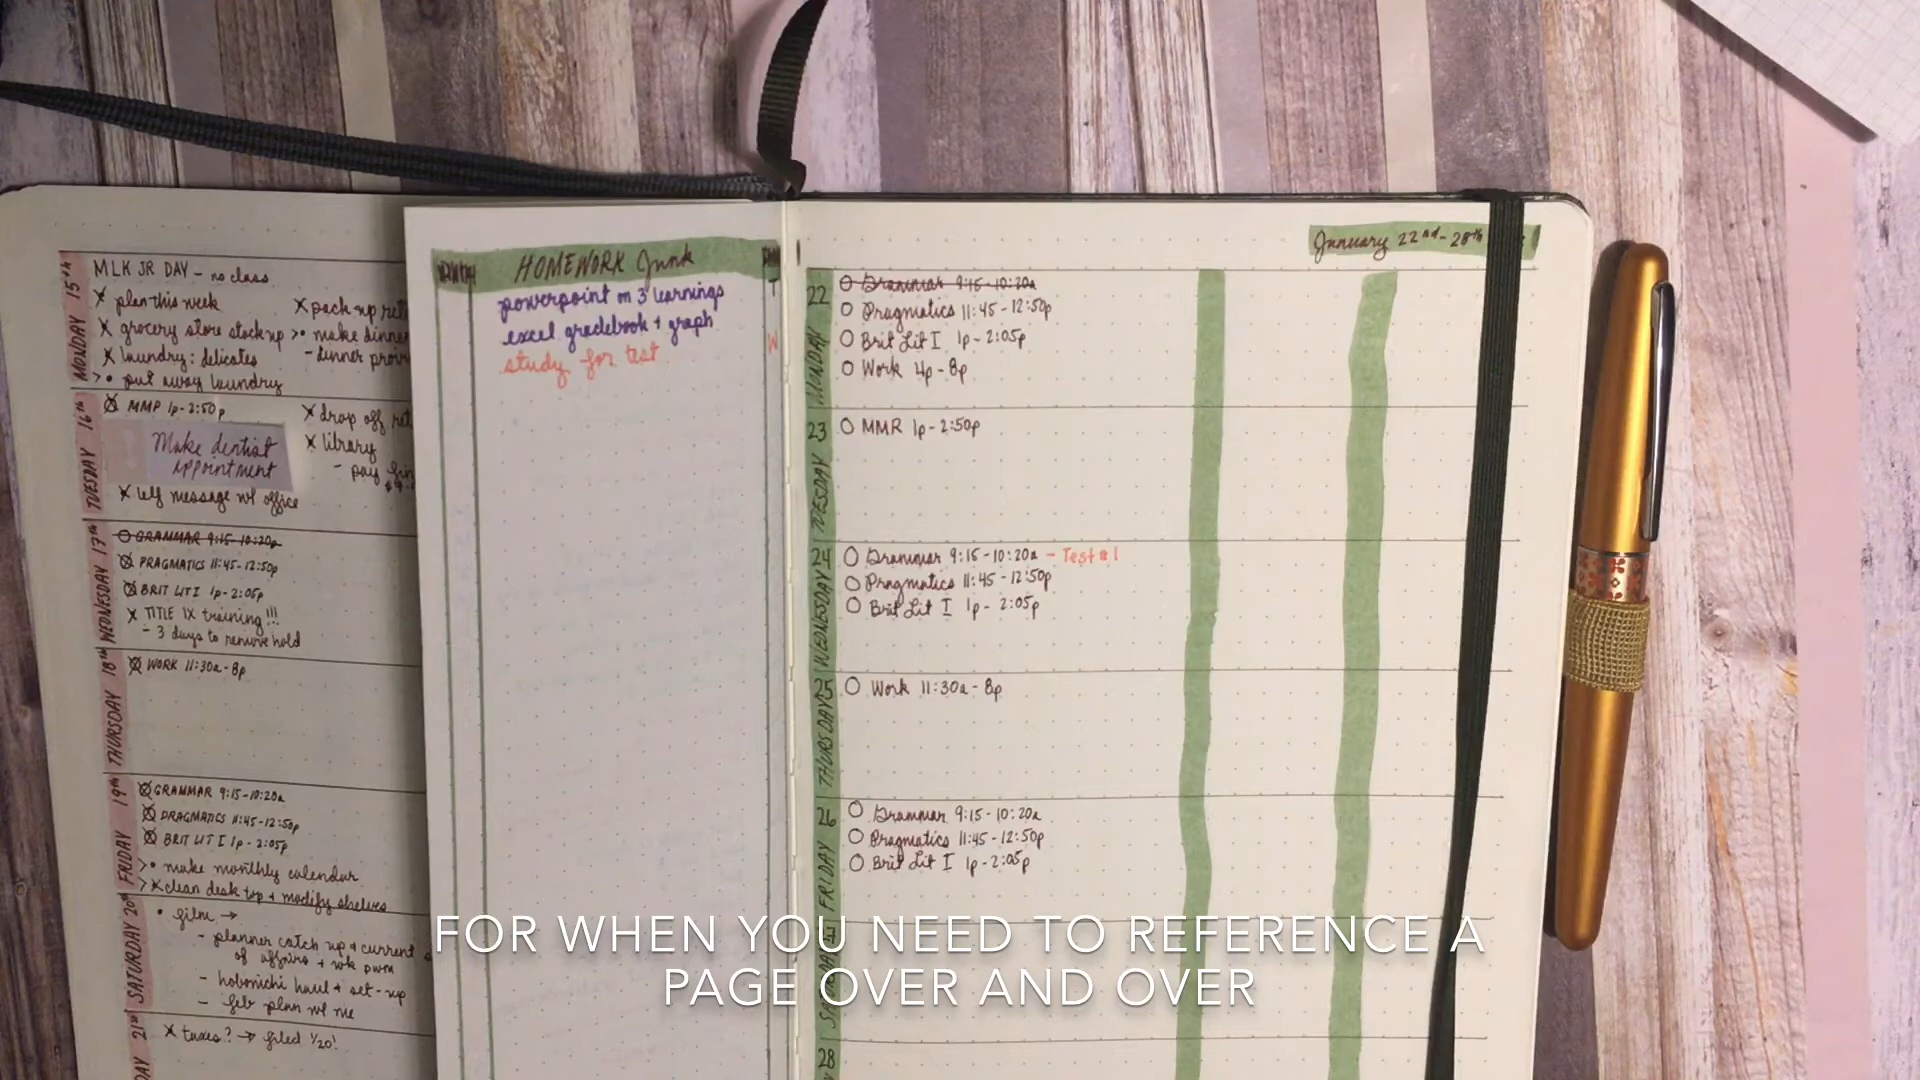 MONDAY 15th
MLK JR DAY - no class
X plan this week
X grocery store stock up
X laundry: delicates
> • put away laundry
X pack up
> • make dinner
- dinner
TUESDAY 16th
MMP 1p-2:50p
Make dentist
appointment
X drop off
X library
- pay
X left message w/ office
WEDNESDAY 17th
GRAMMAR 9:15-10:20a
PRAGMATICS 11:45-12:50p
BRIT LIT I 1p-2:05p
X TITLE IX training!!!
- 3 days to remove hold
THURSDAY 18th
WORK 11:30a-8p
FRIDAY 19th
GRAMMAR 9:15-10:20a
PRAGMATICS 11:45-12:50p
BRIT LIT I 1p-2:05p
> • make monthly calendar
> X clean desk top + modify shelves
SATURDAY 20th
• film →
- planner catch up + current
of affairs +
- hobonichi haul + set-up
- feb plan w/ me
21st
X taxes? → filed 1/20!
HOMEWORK Junk
powerpoint on 3 learnings
excel gradebook + graph
study for test
T
W
January 22nd-28th
MONDAY 22
Grammar 9:15-10:20a
Pragmatics 11:45-12:50p
Brit Lit I 1p-2:05p
Work 4p-8p
TUESDAY 23
MMR 1p-2:50p
WEDNESDAY 24
Grammar 9:15-10:20a - Test #1
Pragmatics 11:45-12:50p
Brit Lit I 1p-2:05p
THURSDAY 25
Work 11:30a-8p
FRIDAY 26
Grammar 9:15-10:20a
Pragmatics 11:45-12:50p
Brit Lit I 1p-2:05p
28
FOR WHEN YOU NEED TO REFERENCE A
PAGE OVER AND OVER